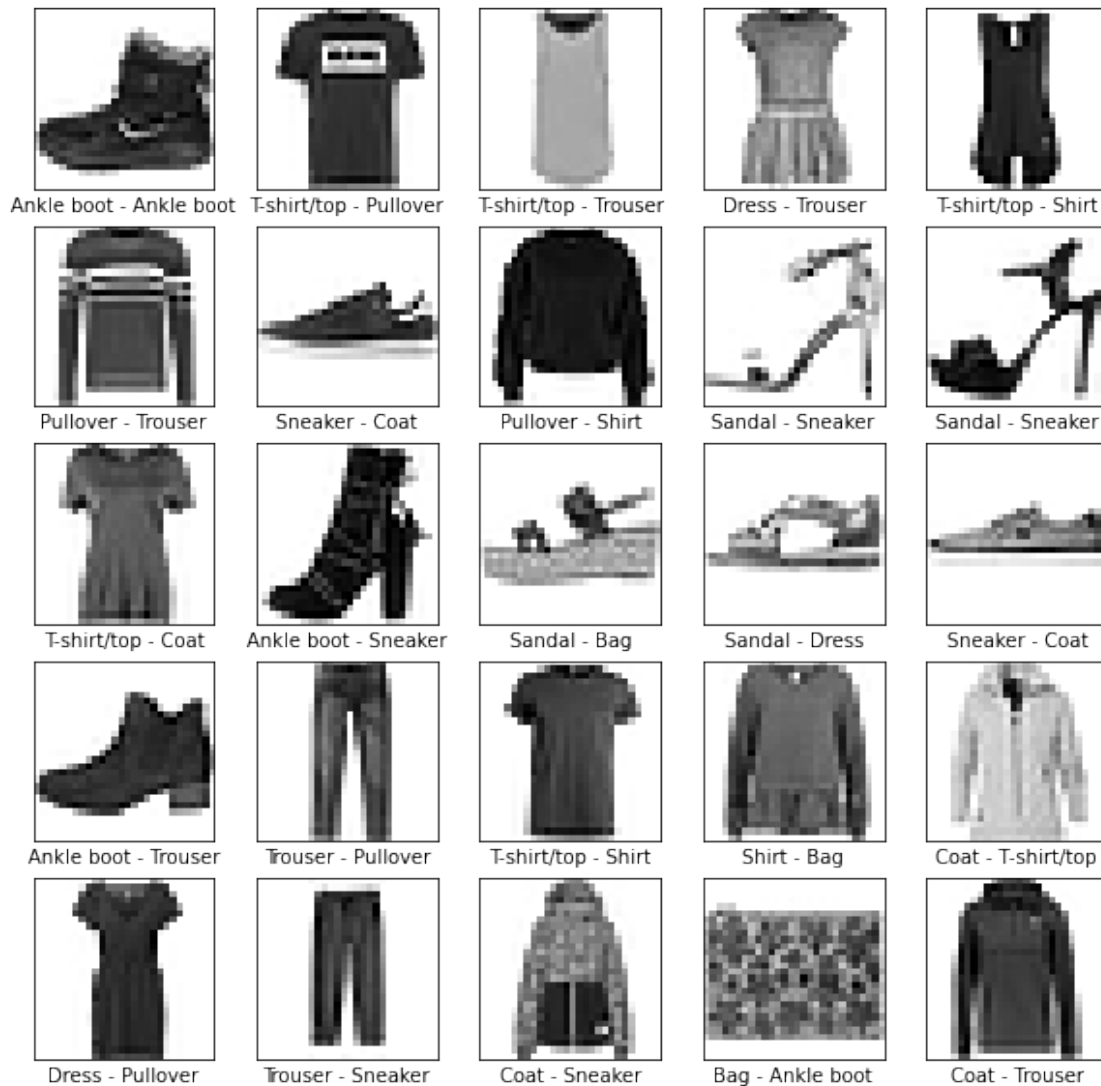 Ankle boot - Ankle boot
T-shirt/top - Pullover
T-shirt/top - Trouser
Dress - Trouser
T-shirt/top - Shirt
Pullover - Trouser
Sneaker - Coat
Pullover - Shirt
Sandal - Sneaker
Sandal - Sneaker
T-shirt/top - Coat
Ankle boot - Sneaker
Sandal - Bag
Sandal - Dress
Sneaker - Coat
Ankle boot - Trouser
Trouser - Pullover
T-shirt/top - Shirt
Shirt - Bag
Coat - T-shirt/top
Dress - Pullover
Trouser - Sneaker
Coat - Sneaker
Bag - Ankle boot
Coat - Trouser